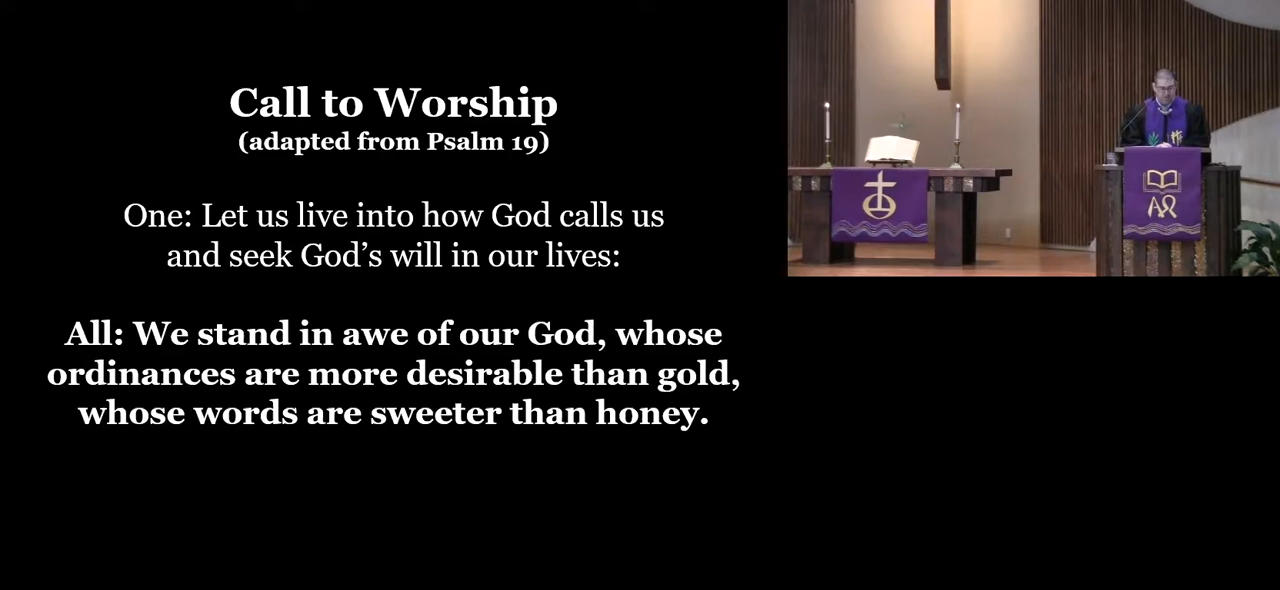 Call to Worship
(adapted from Psalm 19)
One: Let us live into how God calls us
and seek God's will in our lives:
All: We stand in awe of our God, whose
ordinances are more desirable than gold,
whose words are sweeter than honey.
ΑΩ